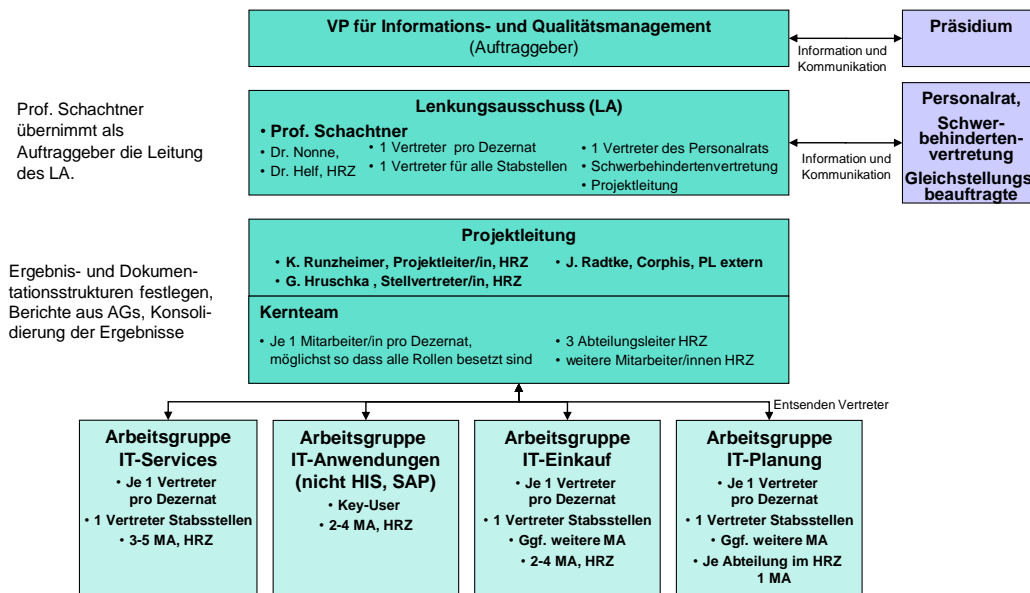 VP für Informations- und Qualitätsmanagement
(Auftraggeber)
Information und
Kommunikation
Präsidium
Prof. Schachtner
übernimmt als
Auftraggeber die Leitung
des LA.
Lenkungsausschuss (LA)
• Prof. Schachtner
• Dr. Nonne,
• Dr. Helf, HRZ
• 1 Vertreter pro Dezernat
• 1 Vertreter für alle Stabstellen
• 1 Vertreter des Personalrats
• Schwerbehindertenvertretung
• Projektleitung
Information und
Kommunikation
Personalrat,
Schwer-
behinderten-
vertretung
Gleichstellungs
beauftragte
Ergebnis- und Dokumen-
tationsstrukturen festlegen,
Berichte aus AGs, Konsoli-
dierung der Ergebnisse
Projektleitung
• K. Runzheimer, Projektleiter/in, HRZ
• G. Hruschka , Stellvertreter/in, HRZ
• J. Radtke, Corphis, PL extern
Kernteam
• Je 1 Mitarbeiter/in pro Dezernat,
möglichst so dass alle Rollen besetzt sind
• 3 Abteilungsleiter HRZ
• weitere Mitarbeiter/innen HRZ
Entsenden Vertreter
Arbeitsgruppe
IT-Services
• Je 1 Vertreter
pro Dezernat
• 1 Vertreter Stabsstellen
• 3-5 MA, HRZ
Arbeitsgruppe
IT-Anwendungen
(nicht HIS, SAP)
• Key-User
• 2-4 MA, HRZ
Arbeitsgruppe
IT-Einkauf
• Je 1 Vertreter
pro Dezernat
• 1 Vertreter Stabsstellen
• Ggf. weitere MA
• 2-4 MA, HRZ
Arbeitsgruppe
IT-Planung
• Je 1 Vertreter
pro Dezernat
• 1 Vertreter Stabsstellen
• Ggf. weitere MA
• Je Abteilung im HRZ
1 MA